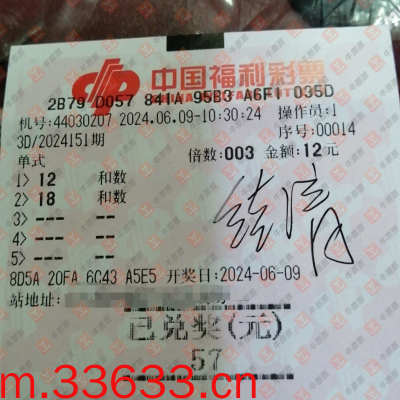 中国福利彩票
2B79 D057 841A 95B3 A6F1 035D
机号:44030207 2024.06.09-10:30:24 操作员:1
3D/2024151期 序号:00014
单式 倍数:003 金额:12元
1> 12 和数
2> 18 和数
3> --- ---
4> --- ---
5> --- ---
8D5A 20FA 6C43 A5E5 开奖日:2024-06-09
站地址:
已兑奖(元)
57
m.33633.cn